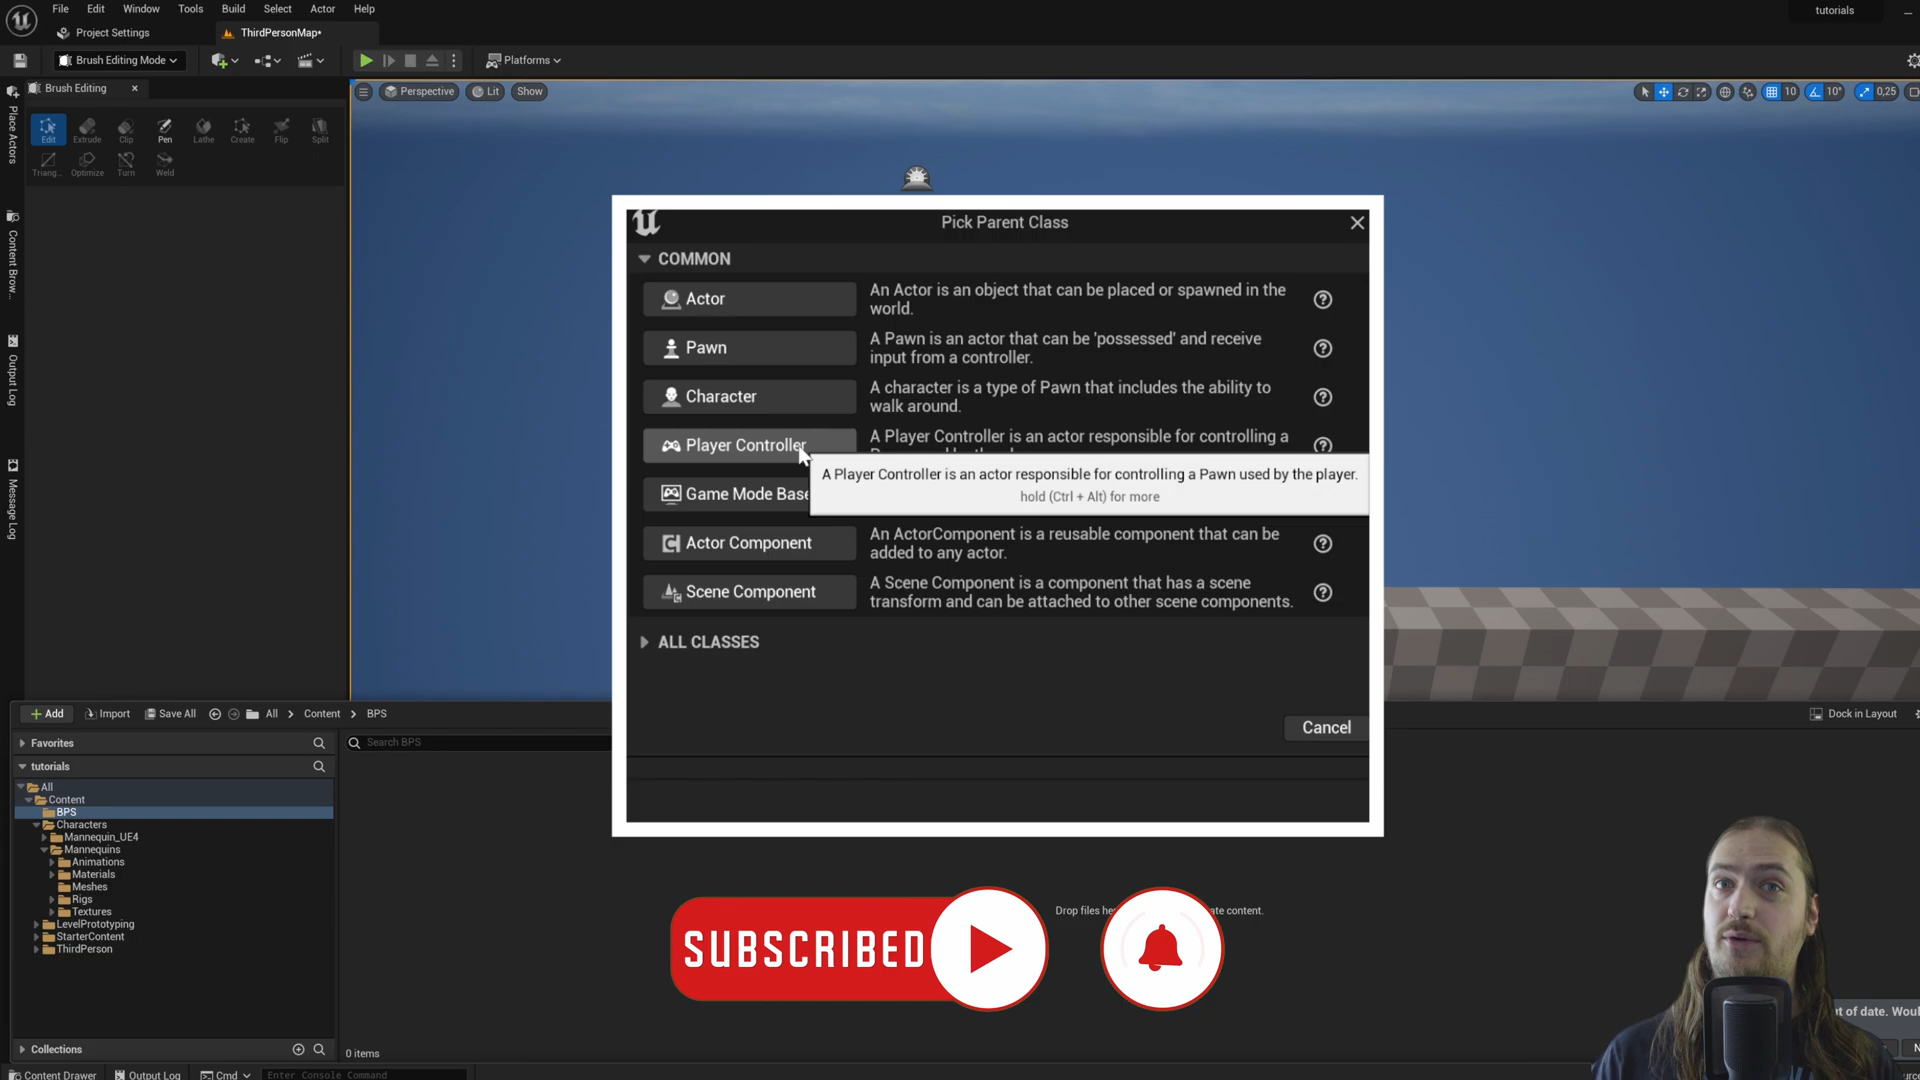 File Edit Window Tools Build Select Actor Help
tutorials
Project Settings
ThirdPersonMap•
Brush Editing Mode
Platforms
Brush Editing
Perspective
Lit
Show
10
10°
0,25
Place Actors
Edit Extrude Clip Pen Lathe Create Flip Split
Triang... Optimize Turn Weld
Content Brow...
Output Log
Message Log
Pick Parent Class
COMMON
Actor
An Actor is an object that can be placed or spawned in the
world.
Pawn
A Pawn is an actor that can be 'possessed' and receive
input from a controller.
Character
A character is a type of Pawn that includes the ability to
walk around.
Player Controller
A Player Controller is an actor responsible for controlling a
A Player Controller is an actor responsible for controlling a Pawn used by the player.
hold (Ctrl + Alt) for more
Game Mode Base
Actor Component
An ActorComponent is a reusable component that can be
added to any actor.
Scene Component
A Scene Component is a component that has a scene
transform and can be attached to other scene components.
ALL CLASSES
Cancel
Add
Import
Save All
All
Content
BPS
Dock in Layout
Favorites
Search BPS
tutorials
All
Content
BPS
Characters
Mannequin_UE4
Mannequins
Animations
Materials
Meshes
Rigs
Textures
LevelPrototyping
StarterContent
ThirdPerson
Drop files
content.
SUBSCRIBED
of date.
Collections
0 items
Content Drawer
Output Log
Cmd
Enter Console Command